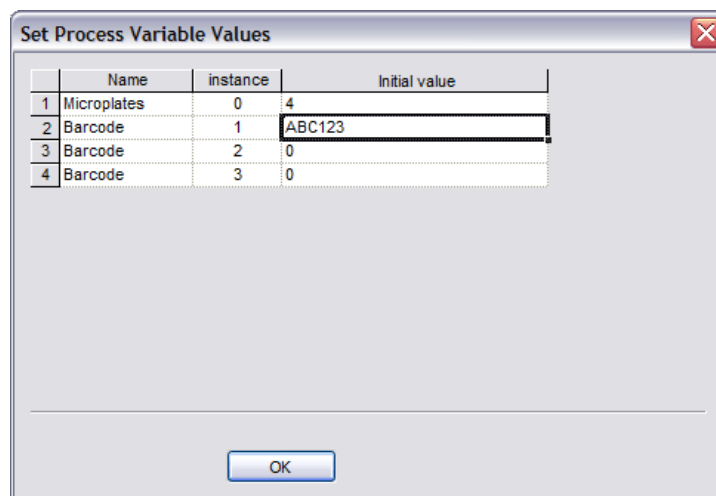 Set Process Variable Values
Name instance Initial value
1 Microplates 0 4
2 Barcode 1 ABC123
3 Barcode 2 0
4 Barcode 3 0
OK